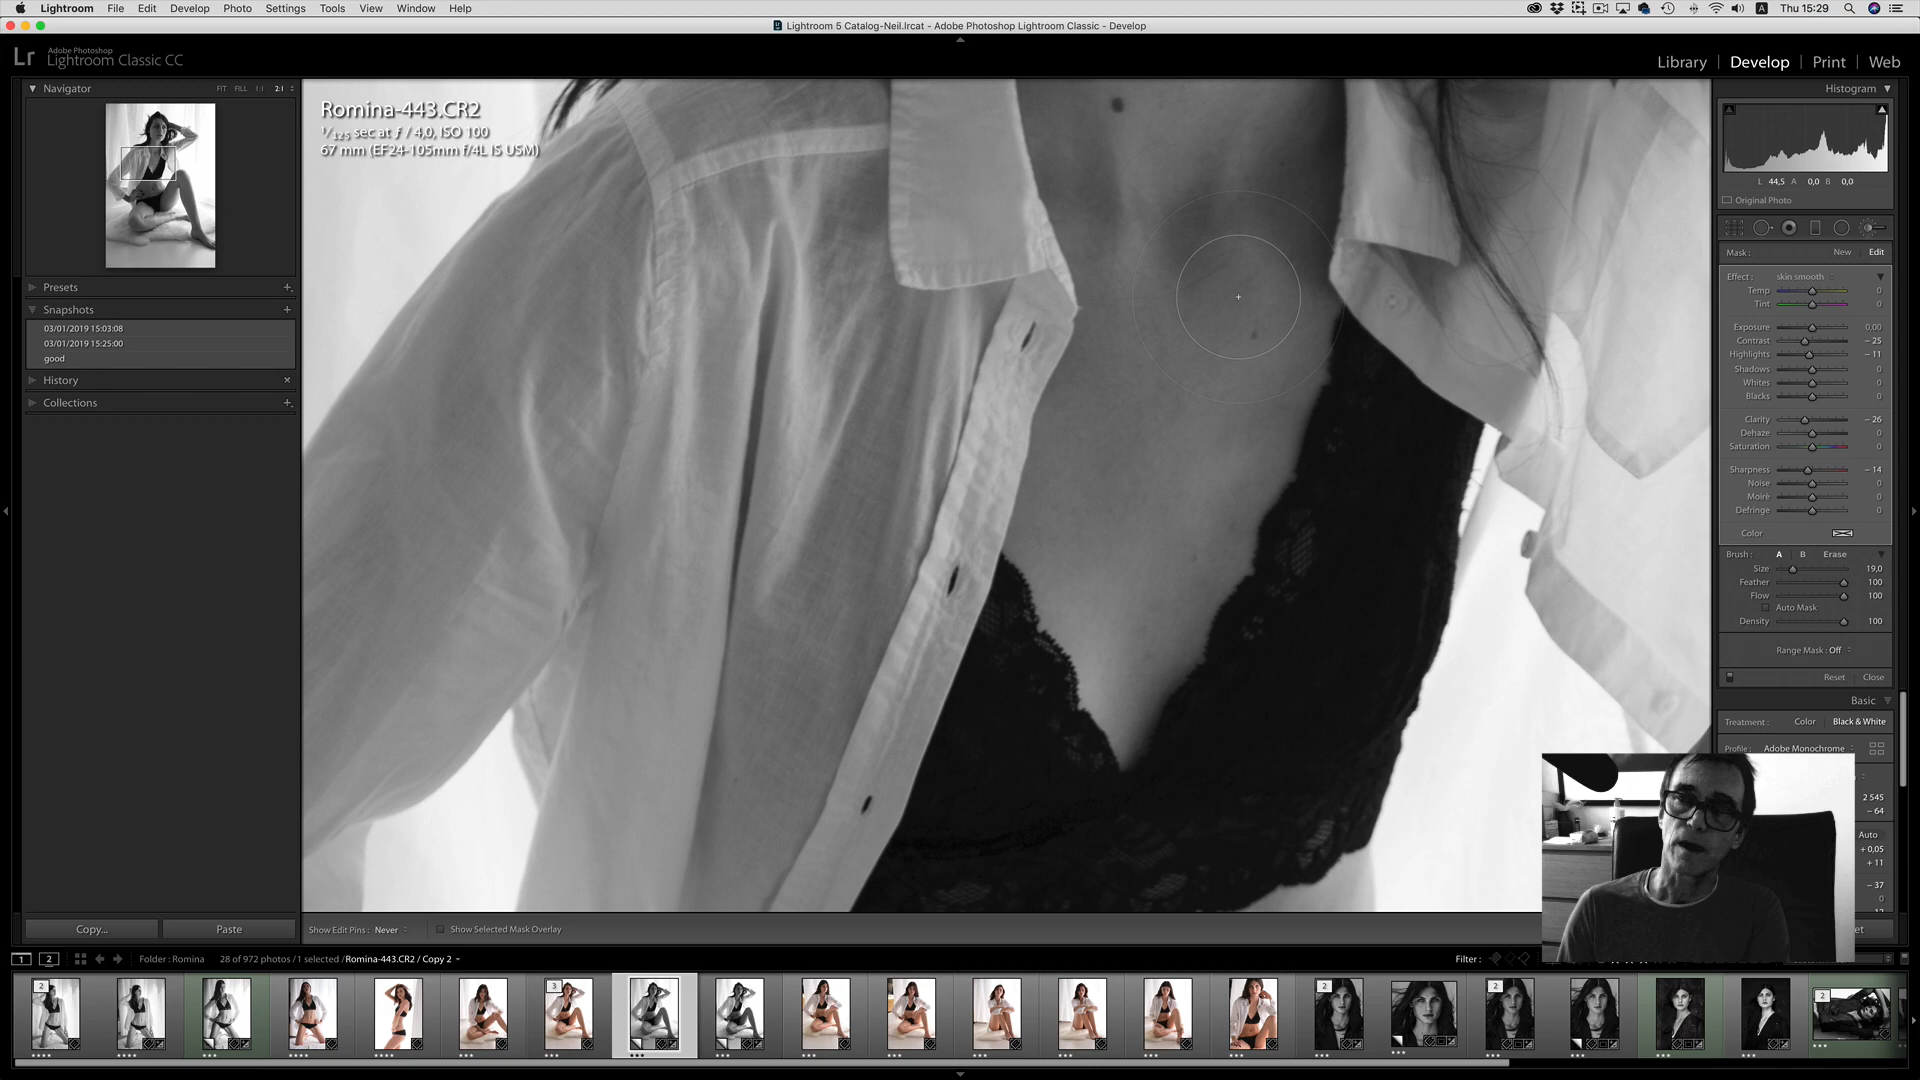 Lightroom File Edit Develop Photo Settings Tools View Window Help
A Thu 15:29
Lightroom 5 Catalog-Neil.lrcat - Adobe Photoshop Lightroom Classic - Develop
Lr Adobe Photoshop
Lightroom Classic CC
Library | Develop | Print | Web
Navigator FIT FILL 1:1 2:1
Presets
Snapshots
03/01/2019 15:03:08
03/01/2019 15:25:00
good
History
Collections
Copy... Paste
Romina-443.CR2
1/125 sec at ƒ / 4,0, ISO 100
67 mm (EF24-105mm f/4L IS USM)
Show Edit Pins : Never Show Selected Mask Overlay
Histogram
L 44,5 A 0,0 B 0,0
Original Photo
Mask : New Edit
Effect : skin smooth
Temp 0
Tint 0
Exposure 0,00
Contrast - 25
Highlights - 11
Shadows 0
Whites 0
Blacks 0
Clarity - 26
Dehaze 0
Saturation 0
Sharpness - 14
Noise 0
Moiré 0
Defringe 0
Color
Brush : A B Erase
Size 19,0
Feather 100
Flow 100
Auto Mask
Density 100
Range Mask : Off
Reset Close
Basic
Treatment : Color Black & White
Profile : Adobe Monochrome
2 545
- 64
Auto
+ 0,05
+ 11
- 37
0
1 2 Folder : Romina 28 of 972 photos / 1 selected / Romina-443.CR2 / Copy 2
Filter :
2 3 2 2 2